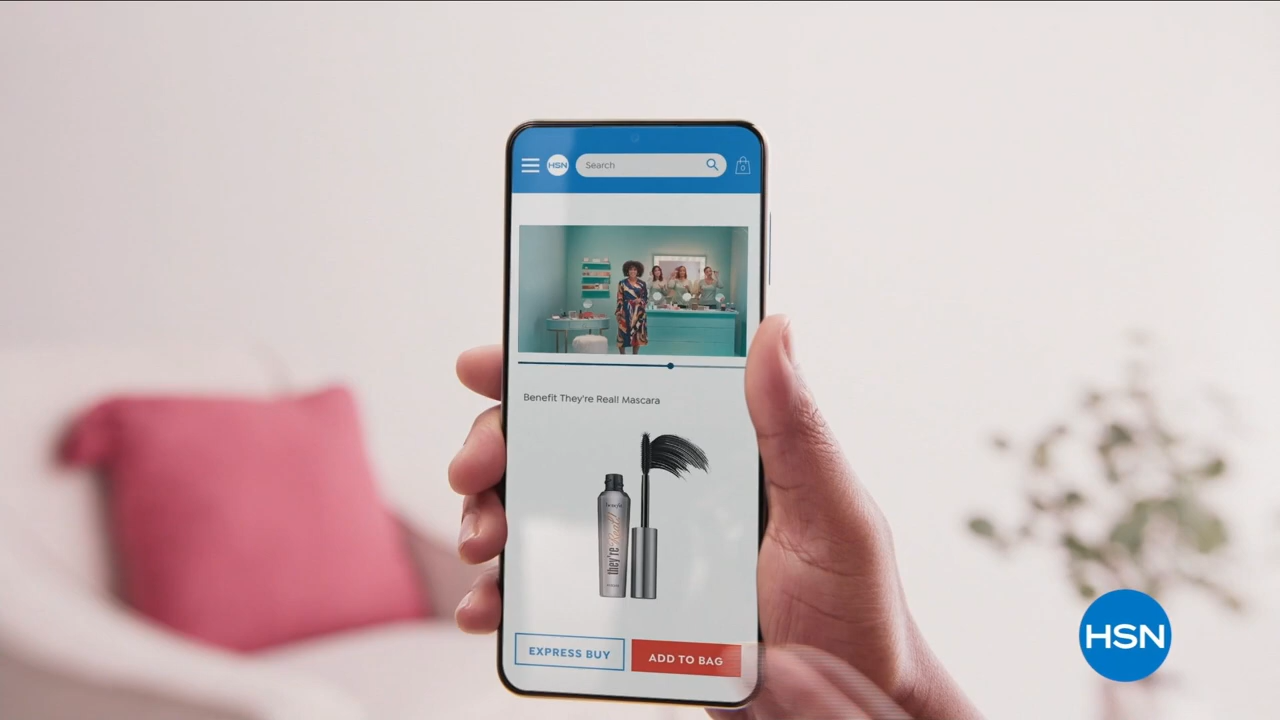 HSN
Search
0
Benefit They're Real! Mascara
benefit
they're Real!
EXPRESS BUY
ADD TO BAG
HSN